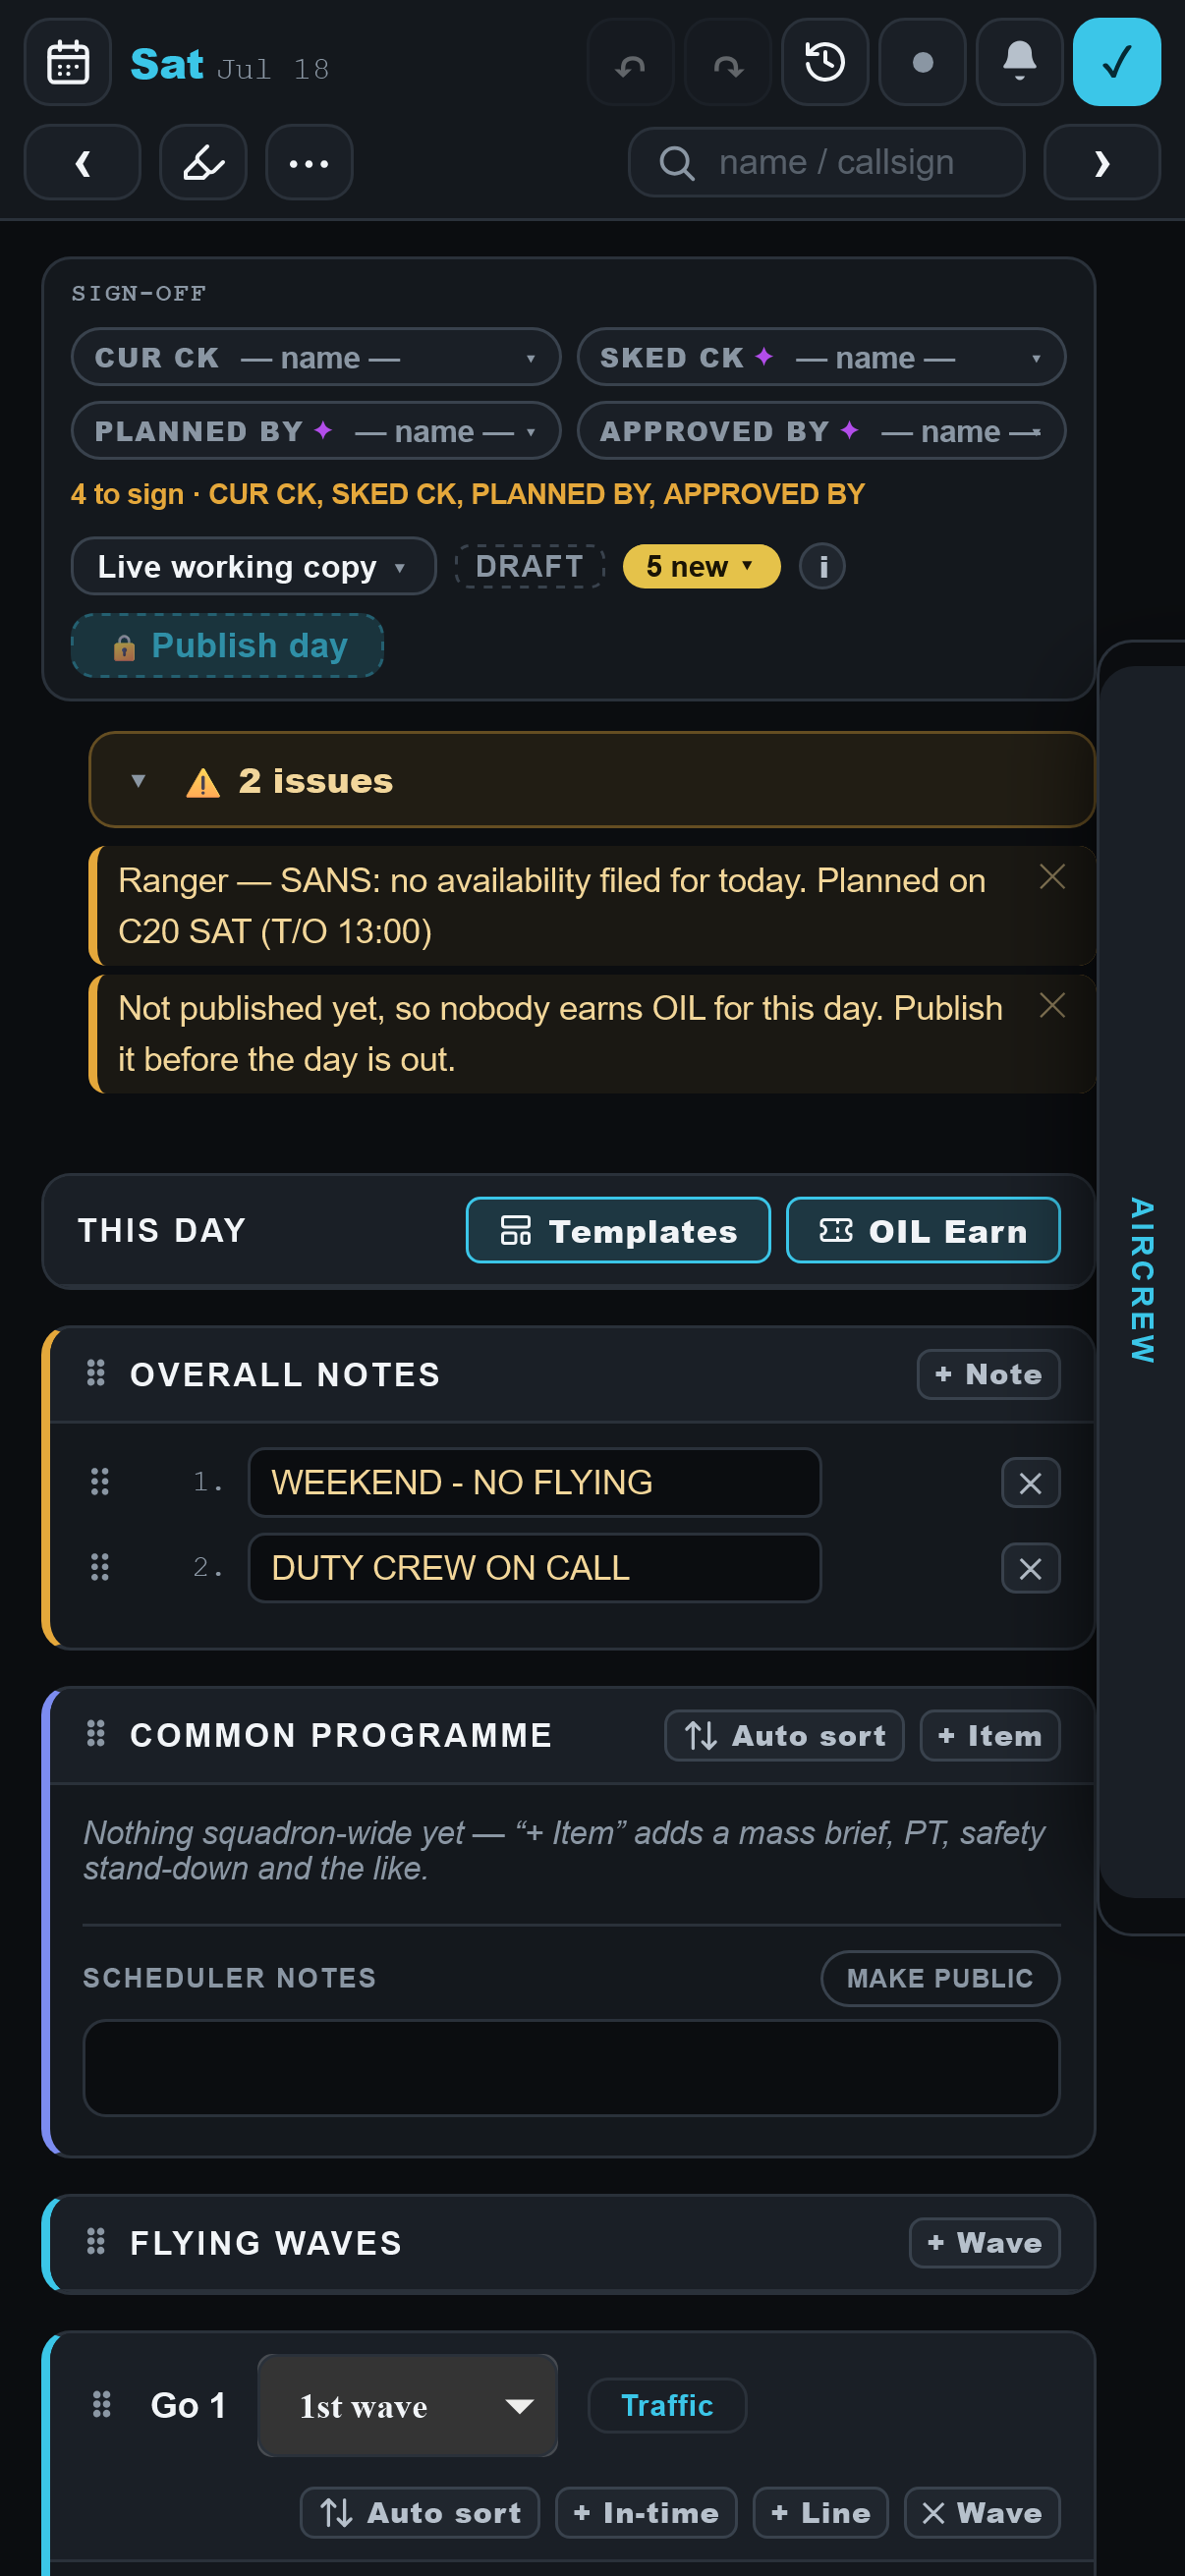 Sat Jul 18
name / callsign
SIGN-OFF
CUR CK — name —
SKED CK — name —
PLANNED BY — name —
APPROVED BY — name —
4 to sign · CUR CK, SKED CK, PLANNED BY, APPROVED BY
Live working copy
DRAFT
5 new
i
Publish day
2 issues
Ranger — SANS: no availability filed for today. Planned on
C20 SAT (T/O 13:00)
Not published yet, so nobody earns OIL for this day. Publish
it before the day is out.
AIRCREW
THIS DAY
Templates
OIL Earn
OVERALL NOTES
+ Note
1. WEEKEND - NO FLYING
2. DUTY CREW ON CALL
COMMON PROGRAMME
Auto sort
+ Item
Nothing squadron-wide yet — “+ Item” adds a mass brief, PT, safety
stand-down and the like.
SCHEDULER NOTES
MAKE PUBLIC
FLYING WAVES
+ Wave
Go 1
1st wave
Traffic
Auto sort
+ In-time
+ Line
× Wave